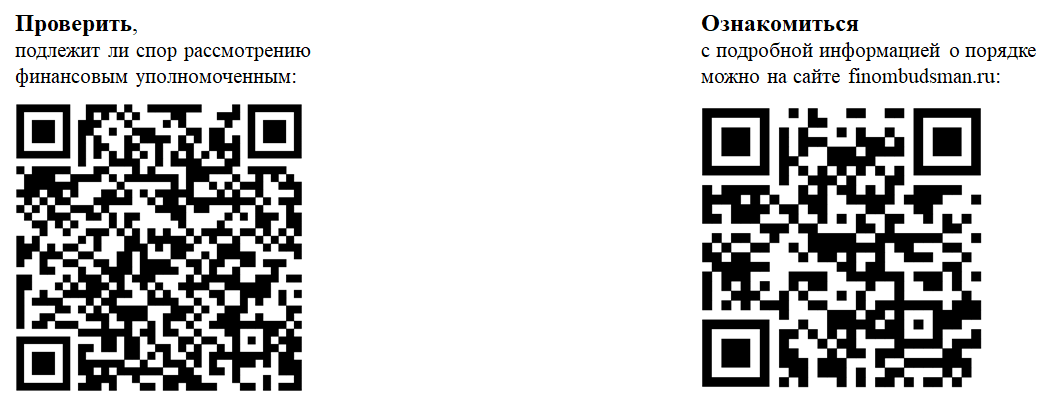 Проверить,
подлежит ли спор рассмотрению
финансовым уполномоченным:
Ознакомиться
с подробной информацией о порядке
можно на сайте finombudsman.ru: